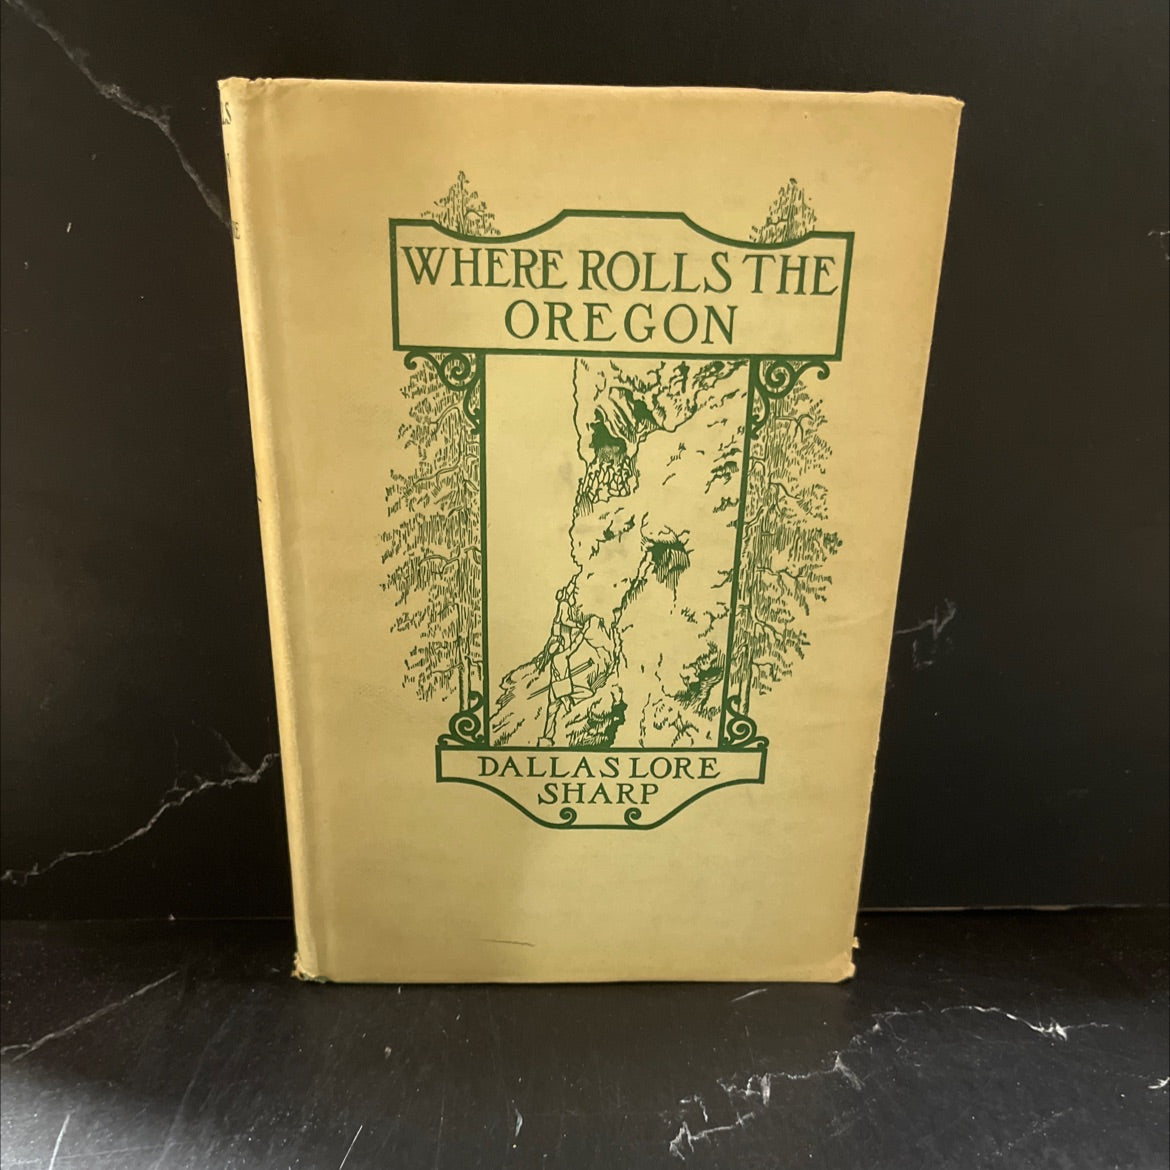 WHERE ROLLS THE
OREGON
DALLAS LORE
SHARP